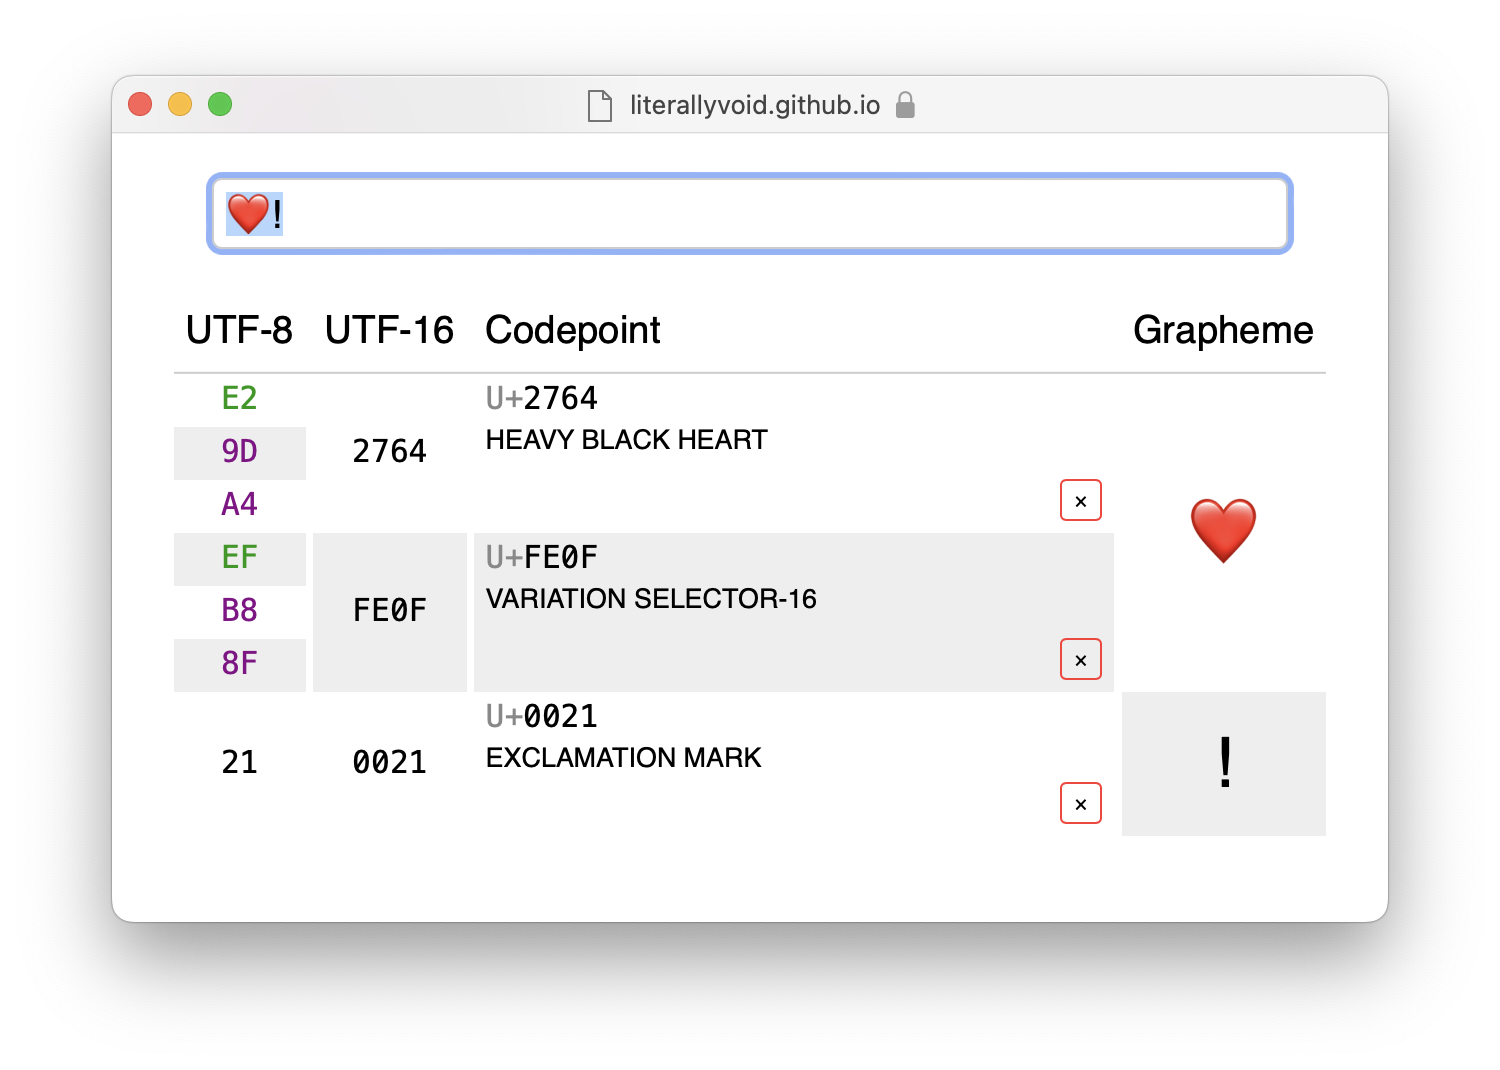 literallyvoid.github.io
❤️!
UTF-8 UTF-16 Codepoint Grapheme
E2
9D
A4
2764
U+2764
HEAVY BLACK HEART
×
❤️
EF
B8
8F
FE0F
U+FE0F
VARIATION SELECTOR-16
×
21
0021
U+0021
EXCLAMATION MARK
×
!